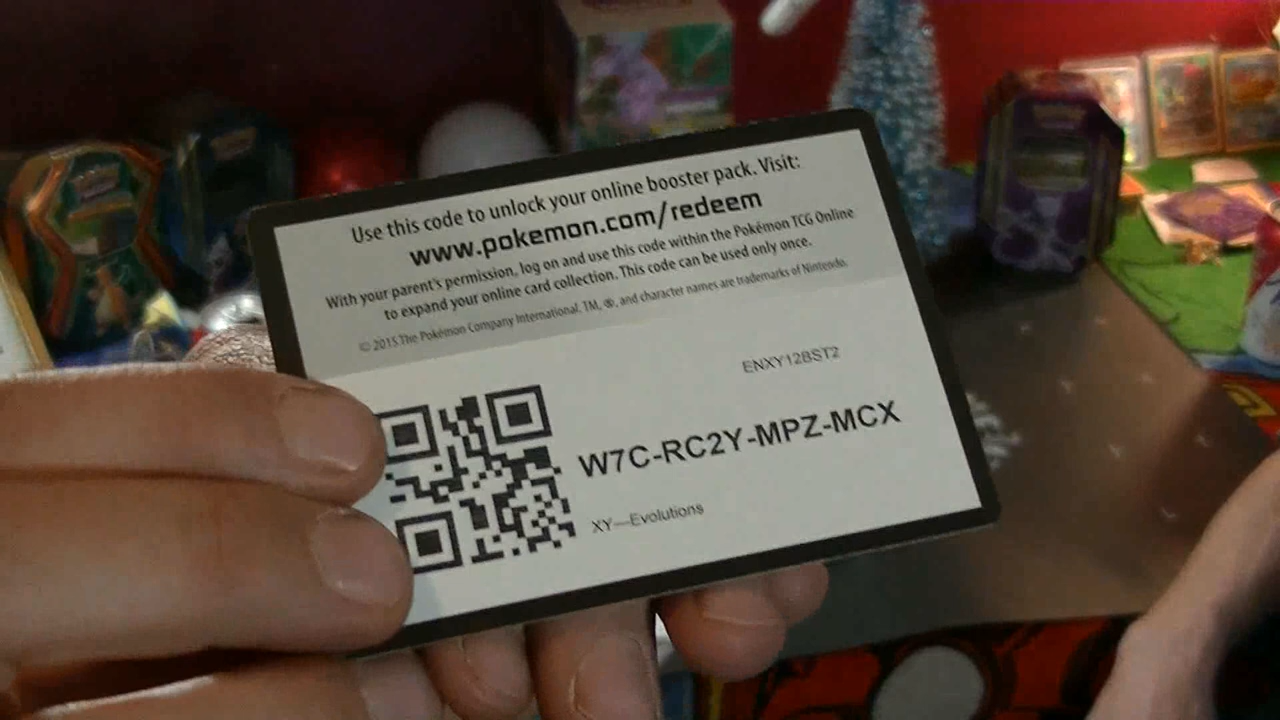 Use this code to unlock your online booster pack. Visit:
www.pokemon.com/redeem
With your parent's permission, log on and use this code within the Pokémon TCG Online
to expand your online card collection. This code can be used only once.
© 2015 The Pokémon Company International. TM, ®, and character names are trademarks of Nintendo.
ENXY12BST2
W7C-RC2Y-MPZ-MCX
XY—Evolutions